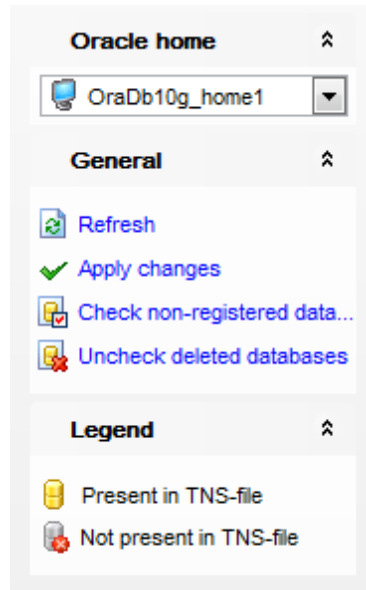 Oracle home
OraDb10g_home1
General
Refresh
Apply changes
Check non-registered data...
Uncheck deleted databases
Legend
Present in TNS-file
Not present in TNS-file